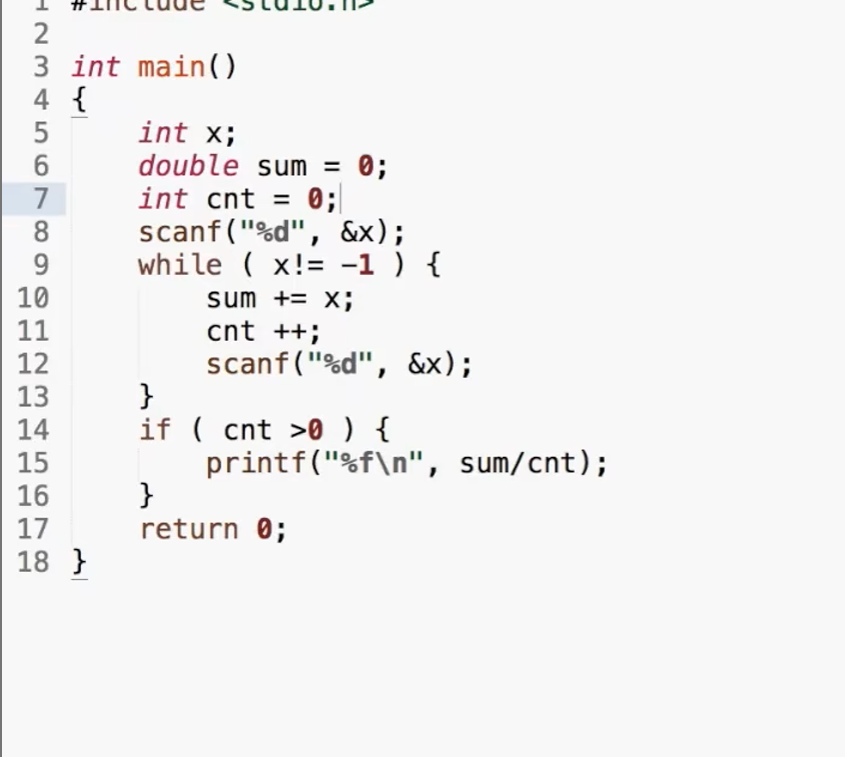 1 #include <stdio.h>
2
3 int main()
4 {
5     int x;
6     double sum = 0;
7     int cnt = 0;
8     scanf("%d", &x);
9     while ( x!= -1 ) {
10         sum += x;
11         cnt ++;
12         scanf("%d", &x);
13     }
14     if ( cnt >0 ) {
15         printf("%f\n", sum/cnt);
16     }
17     return 0;
18 }